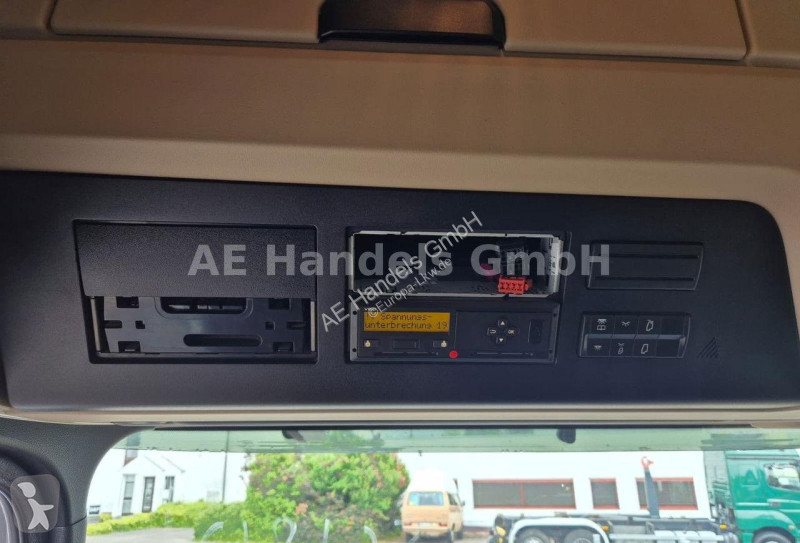 AE Handels GmbH
AE Handels GmbH
©Europa-Lkw.de
Spannungs-
unterbrechung 19